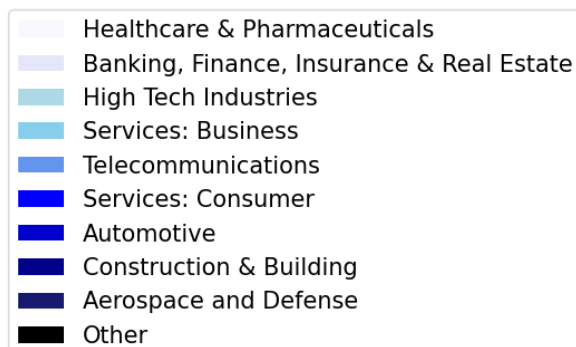 Healthcare & Pharmaceuticals
Banking, Finance, Insurance & Real Estate
High Tech Industries
Services: Business
Telecommunications
Services: Consumer
Automotive
Construction & Building
Aerospace and Defense
Other